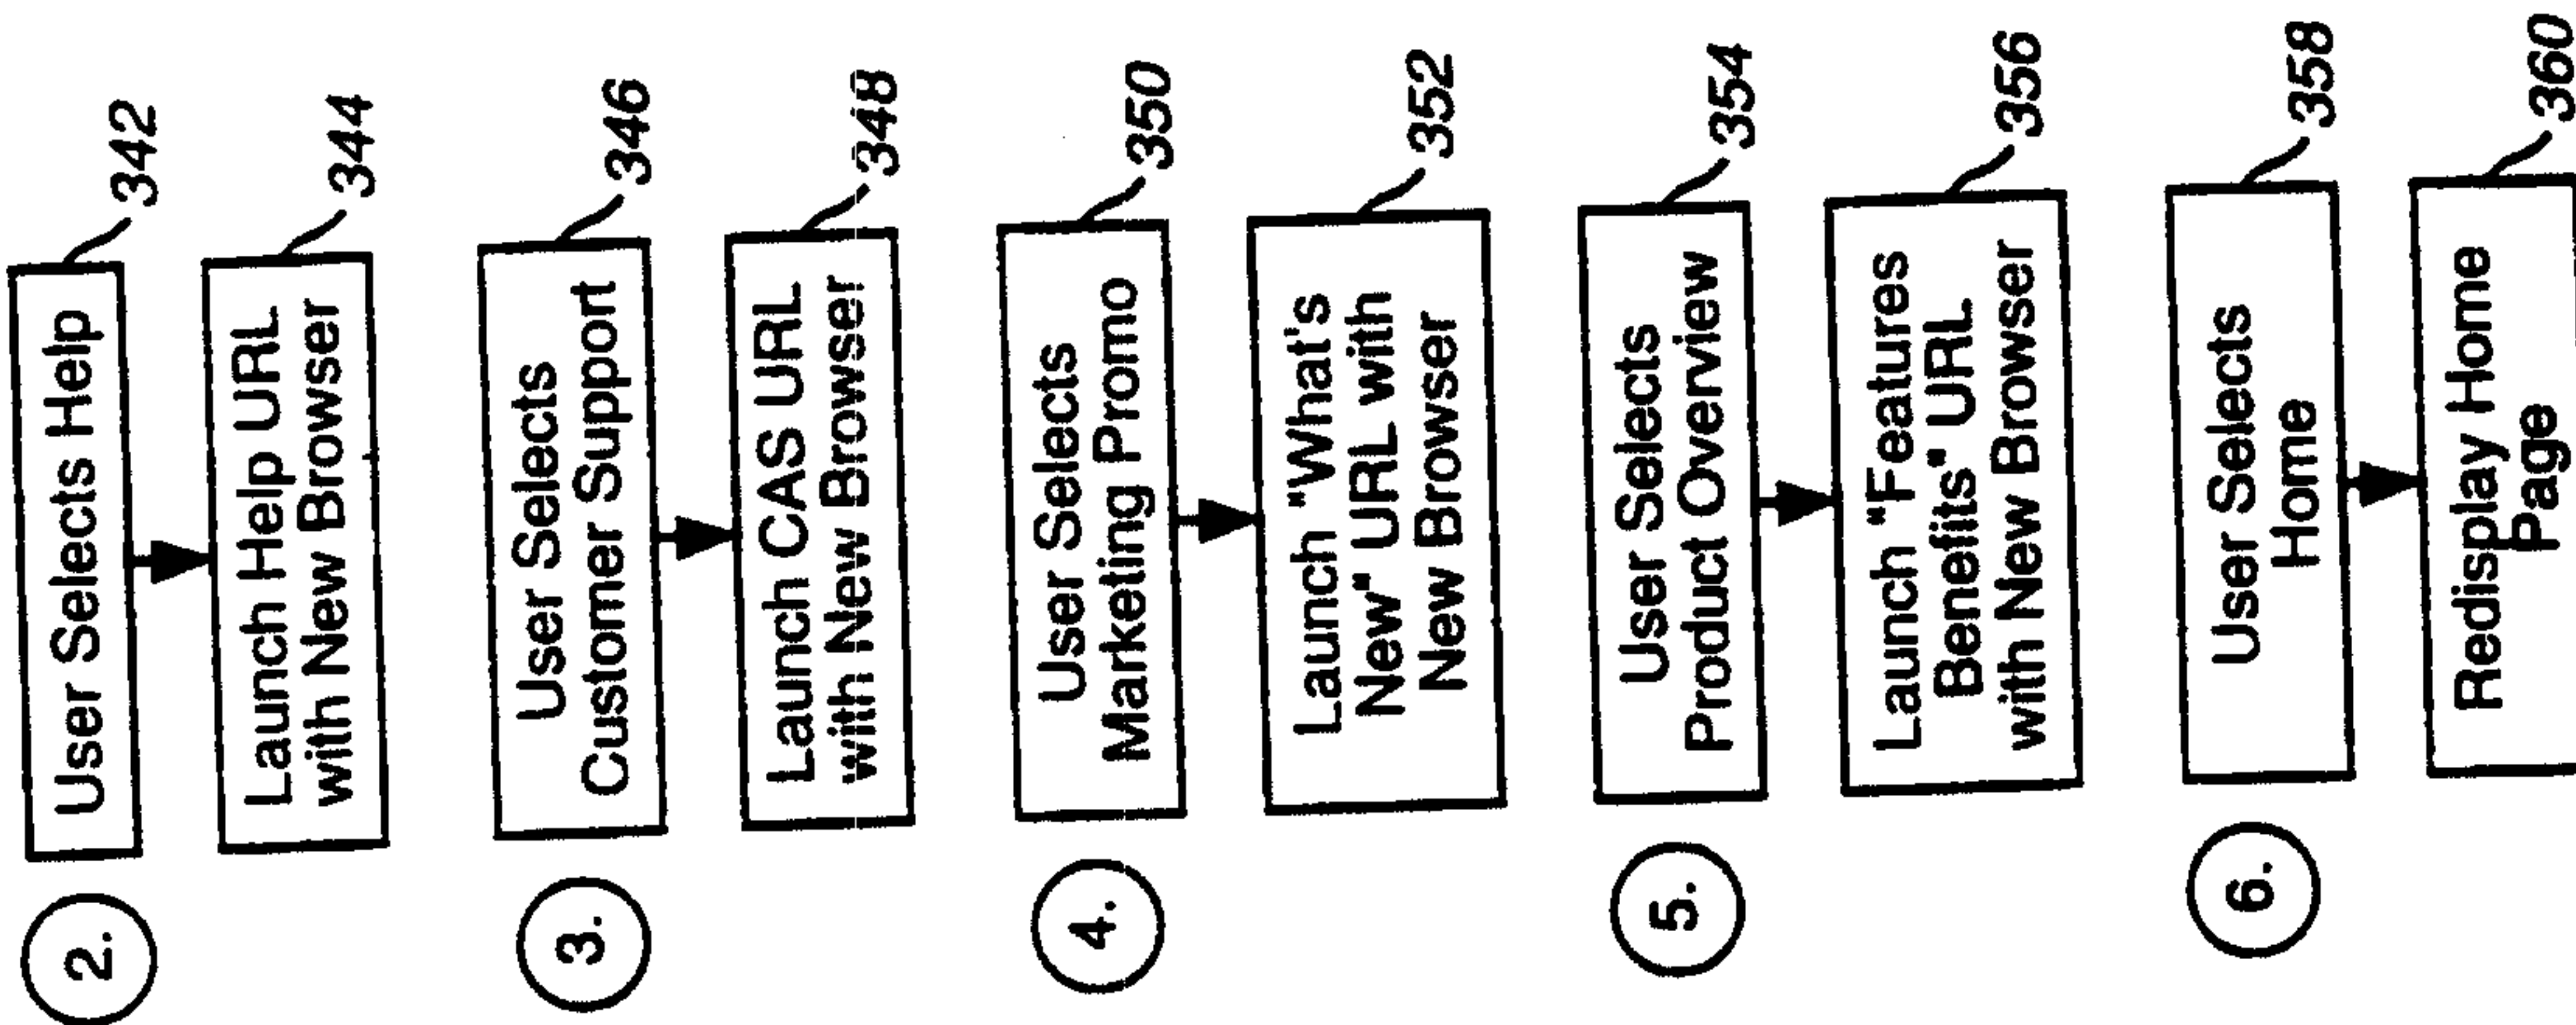 2.
User Selects Help
342
Launch Help URL
with New Browser
344
3.
User Selects
Customer Support
346
Launch CAS URL
with New Browser
348
4.
User Selects
Marketing Promo
350
Launch "What's
New" URL with
New Browser
352
5.
User Selects
Product Overview
354
Launch "Features
Benefits" URL
with New Browser
356
6.
User Selects
Home
358
Redisplay Home
Page
360